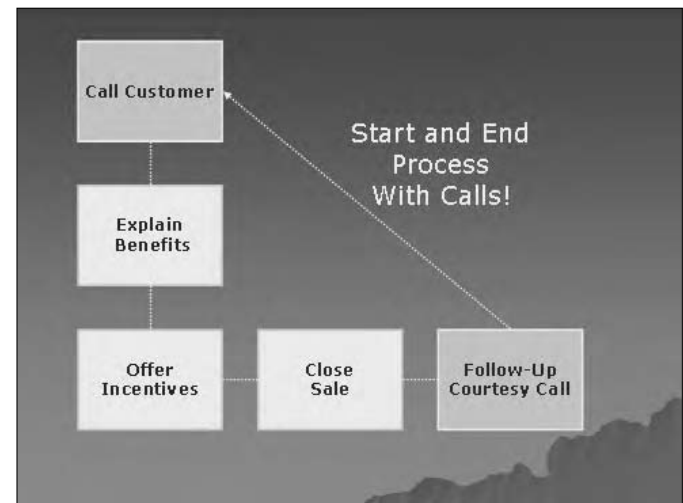 Call Customer
Start and End
Process
With Calls!
Explain
Benefits
Offer
Incentives
Close
Sale
Follow-Up
Courtesy Call